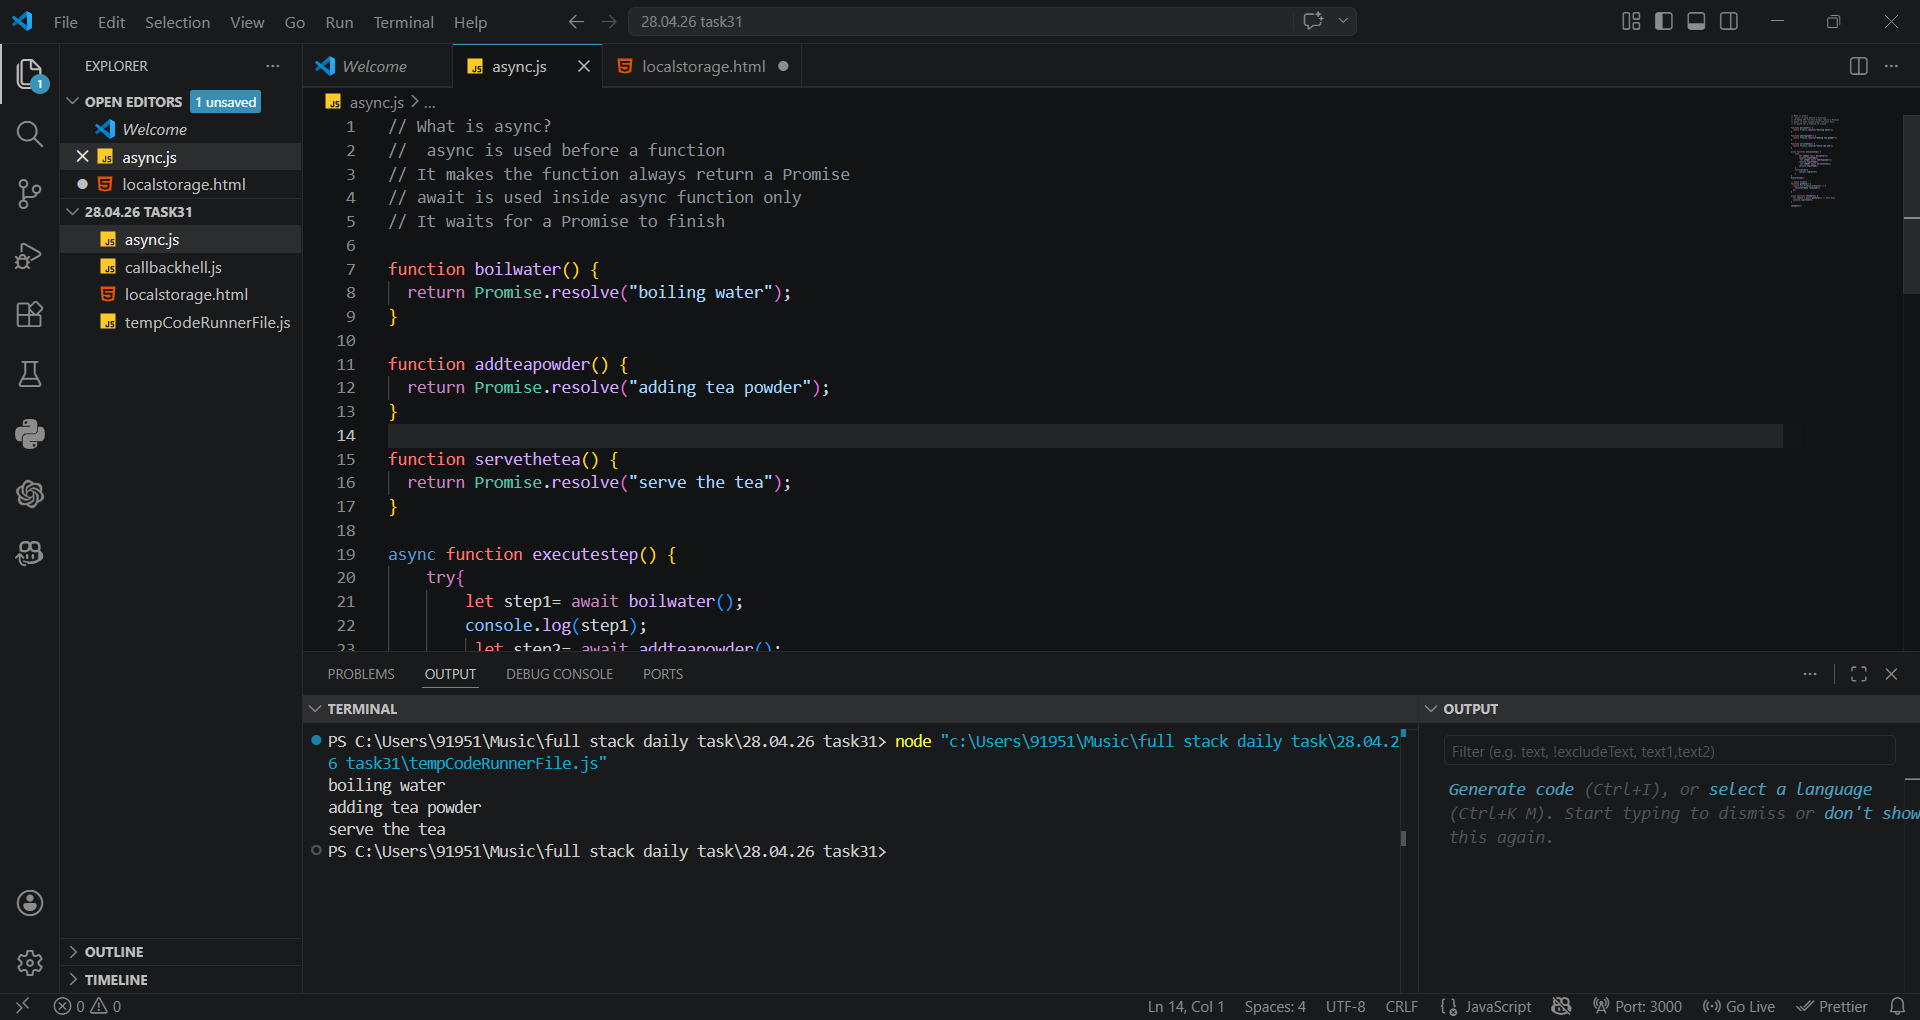 File Edit Selection View Go Run Terminal Help
28.04.26 task31
EXPLORER
OPEN EDITORS 1 unsaved
Welcome
async.js
localstorage.html
28.04.26 TASK31
async.js
callbackhell.js
localstorage.html
tempCodeRunnerFile.js
OUTLINE
TIMELINE
Welcome async.js localstorage.html
async.js > ...
1 // What is async?
2 //  async is used before a function
3 // It makes the function always return a Promise
4 // await is used inside async function only
5 // It waits for a Promise to finish
6
7 function boilwater() {
8   return Promise.resolve("boiling water");
9 }
10
11 function addteapowder() {
12   return Promise.resolve("adding tea powder");
13 }
14
15 function servethetea() {
16   return Promise.resolve("serve the tea");
17 }
18
19 async function executestep() {
20     try{
21         let step1= await boilwater();
22         console.log(step1);
23          let step2= await addteapowder();
PROBLEMS OUTPUT DEBUG CONSOLE PORTS
TERMINAL
PS C:\Users\91951\Music\full stack daily task\28.04.26 task31> node "c:\Users\91951\Music\full stack daily task\28.04.2
6 task31\tempCodeRunnerFile.js"
boiling water
adding tea powder
serve the tea
PS C:\Users\91951\Music\full stack daily task\28.04.26 task31>
OUTPUT
Filter (e.g. text, !excludeText, text1,text2)
Generate code (Ctrl+I), or select a language
(Ctrl+K M). Start typing to dismiss or don't show
this again.
0 0 Ln 14, Col 1 Spaces: 4 UTF-8 CRLF JavaScript Port: 3000 Go Live Prettier